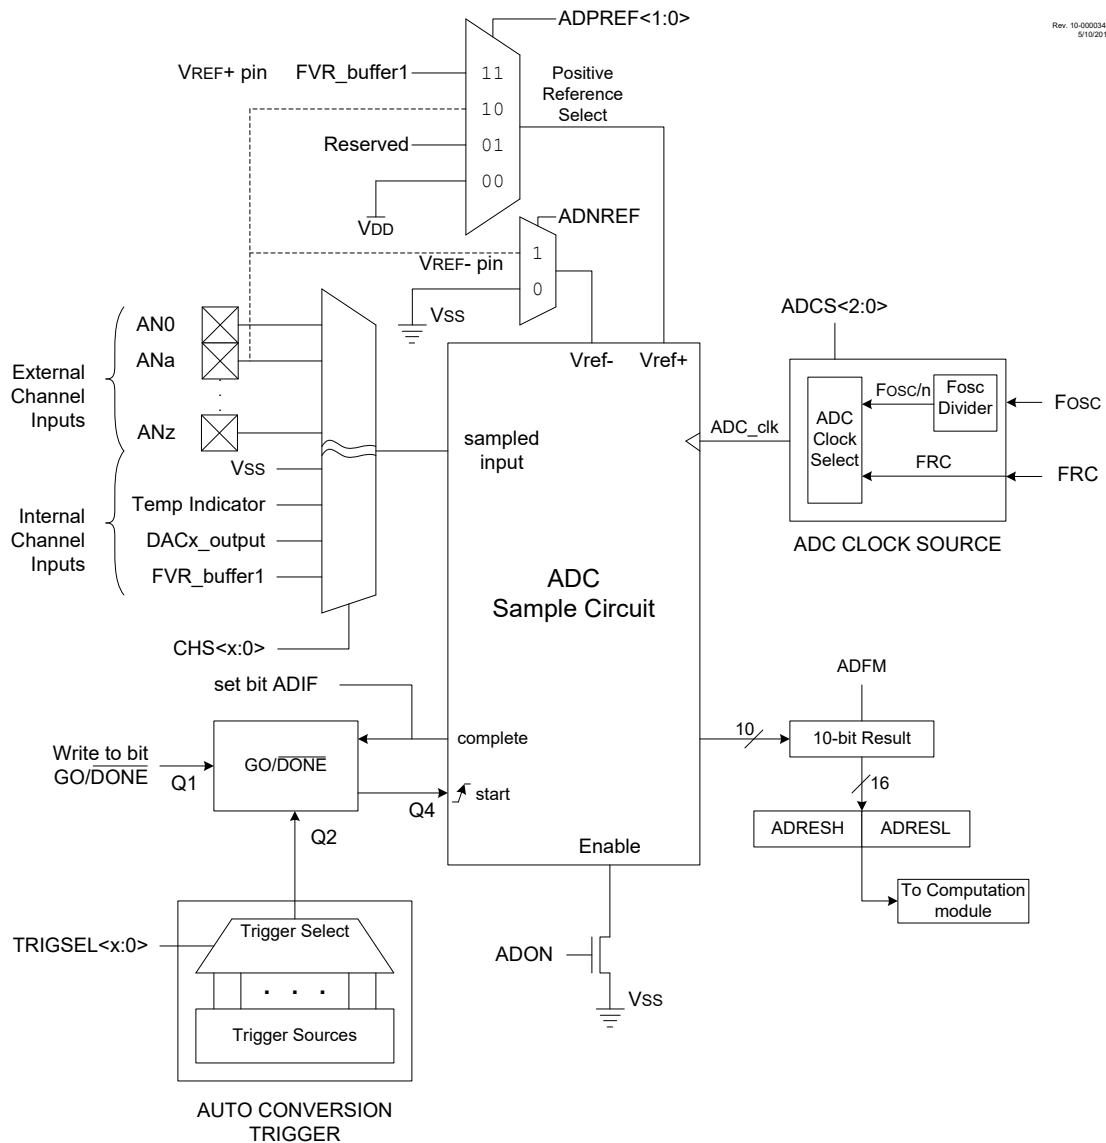 Rev. 10-000034
5/10/201
ADPREF<1:0>
VREF+ pin
FVR_buffer1
11
10
Reserved
01
00
VDD
Positive
Reference
Select
ADNREF
VREF- pin
1
0
VSS
External
Channel
Inputs
AN0
ANa
ANz
VSS
Internal
Channel
Inputs
Temp Indicator
DACx_output
FVR_buffer1
CHS<x:0>
Vref-
Vref+
sampled
input
ADC
Sample Circuit
ADC_clk
ADCS<2:0>
ADC
Clock
Select
FOSC/n
Fosc
Divider
FOSC
FRC
FRC
ADC CLOCK SOURCE
set bit ADIF
complete
Write to bit
GO/DONE
Q1
GO/DONE
Q4
start
Q2
Enable
ADON
VSS
ADFM
10
10-bit Result
16
ADRESH
ADRESL
To Computation
module
TRIGSEL<x:0>
Trigger Select
. . .
Trigger Sources
AUTO CONVERSION
TRIGGER